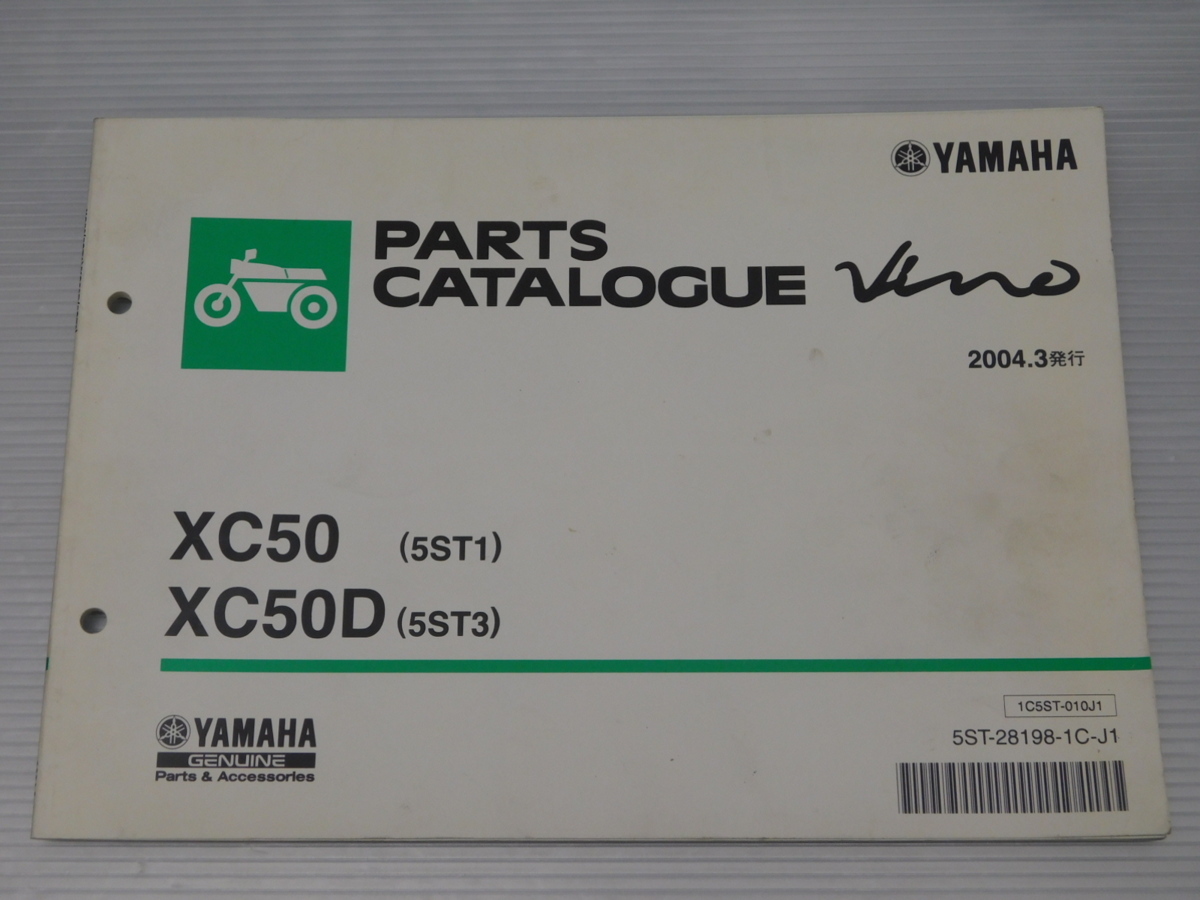 YAMAHA
PARTS
CATALOGUE Vino
2004.3発行
XC50 (5ST1)
XC50D (5ST3)
1C5ST-010J1
5ST-28198-1C-J1
YAMAHA
GENUINE
Parts & Accessories